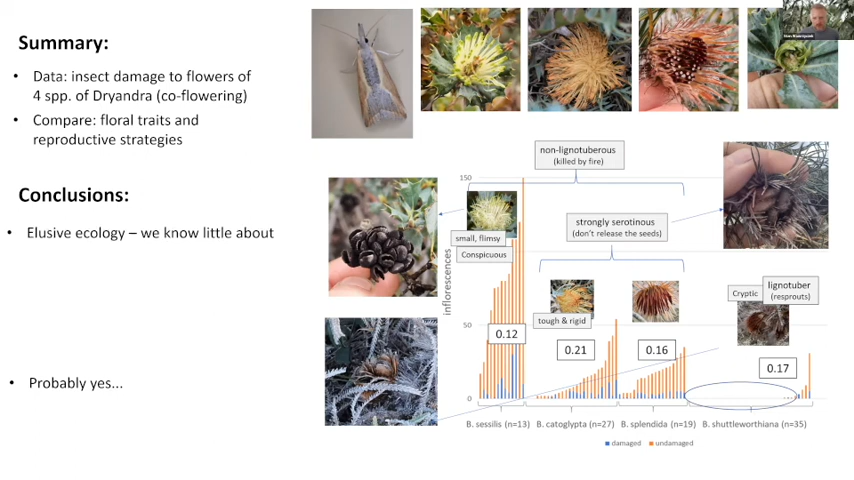 Summary:
• Data: insect damage to flowers of
4 spp. of Dryandra (co-flowering)
• Compare: floral traits and
reproductive strategies
Conclusions:
• Elusive ecology – we know little about
• Probably yes...
non-lignotuberous
(killed by fire)
150
strongly serotinous
(don't release the seeds)
small, flimsy
Conspicuous
inflorescences
lignotuber
(resprouts)
Cryptic
tough & rigid
50
0.12
0.21
0.16
0.17
0
B. sessilis (n=13)
B. catoglypta (n=27)
B. splendida (n=19)
B. shuttleworthiana (n=35)
damaged
undamaged